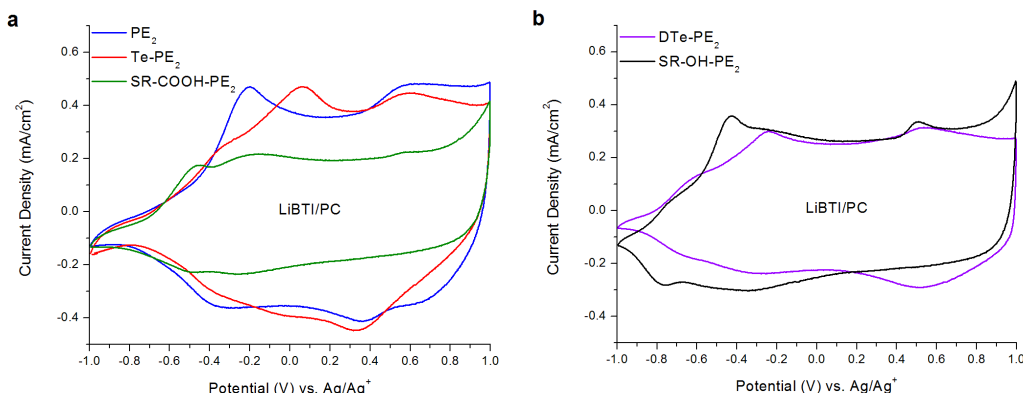 a
PE2
Te-PE2
SR-COOH-PE2
LiBTI/PC
Current Density (mA/cm2)
0.6
0.4
0.2
0.0
-0.2
-0.4
-1.0 -0.8 -0.6 -0.4 -0.2 0.0 0.2 0.4 0.6 0.8 1.0
Potential (V) vs. Ag/Ag+
b
DTe-PE2
SR-OH-PE2
LiBTI/PC
Current Density (mA/cm2)
0.6
0.4
0.2
0.0
-0.2
-0.4
-1.0 -0.8 -0.6 -0.4 -0.2 0.0 0.2 0.4 0.6 0.8 1.0
Potential (V) vs. Ag/Ag+